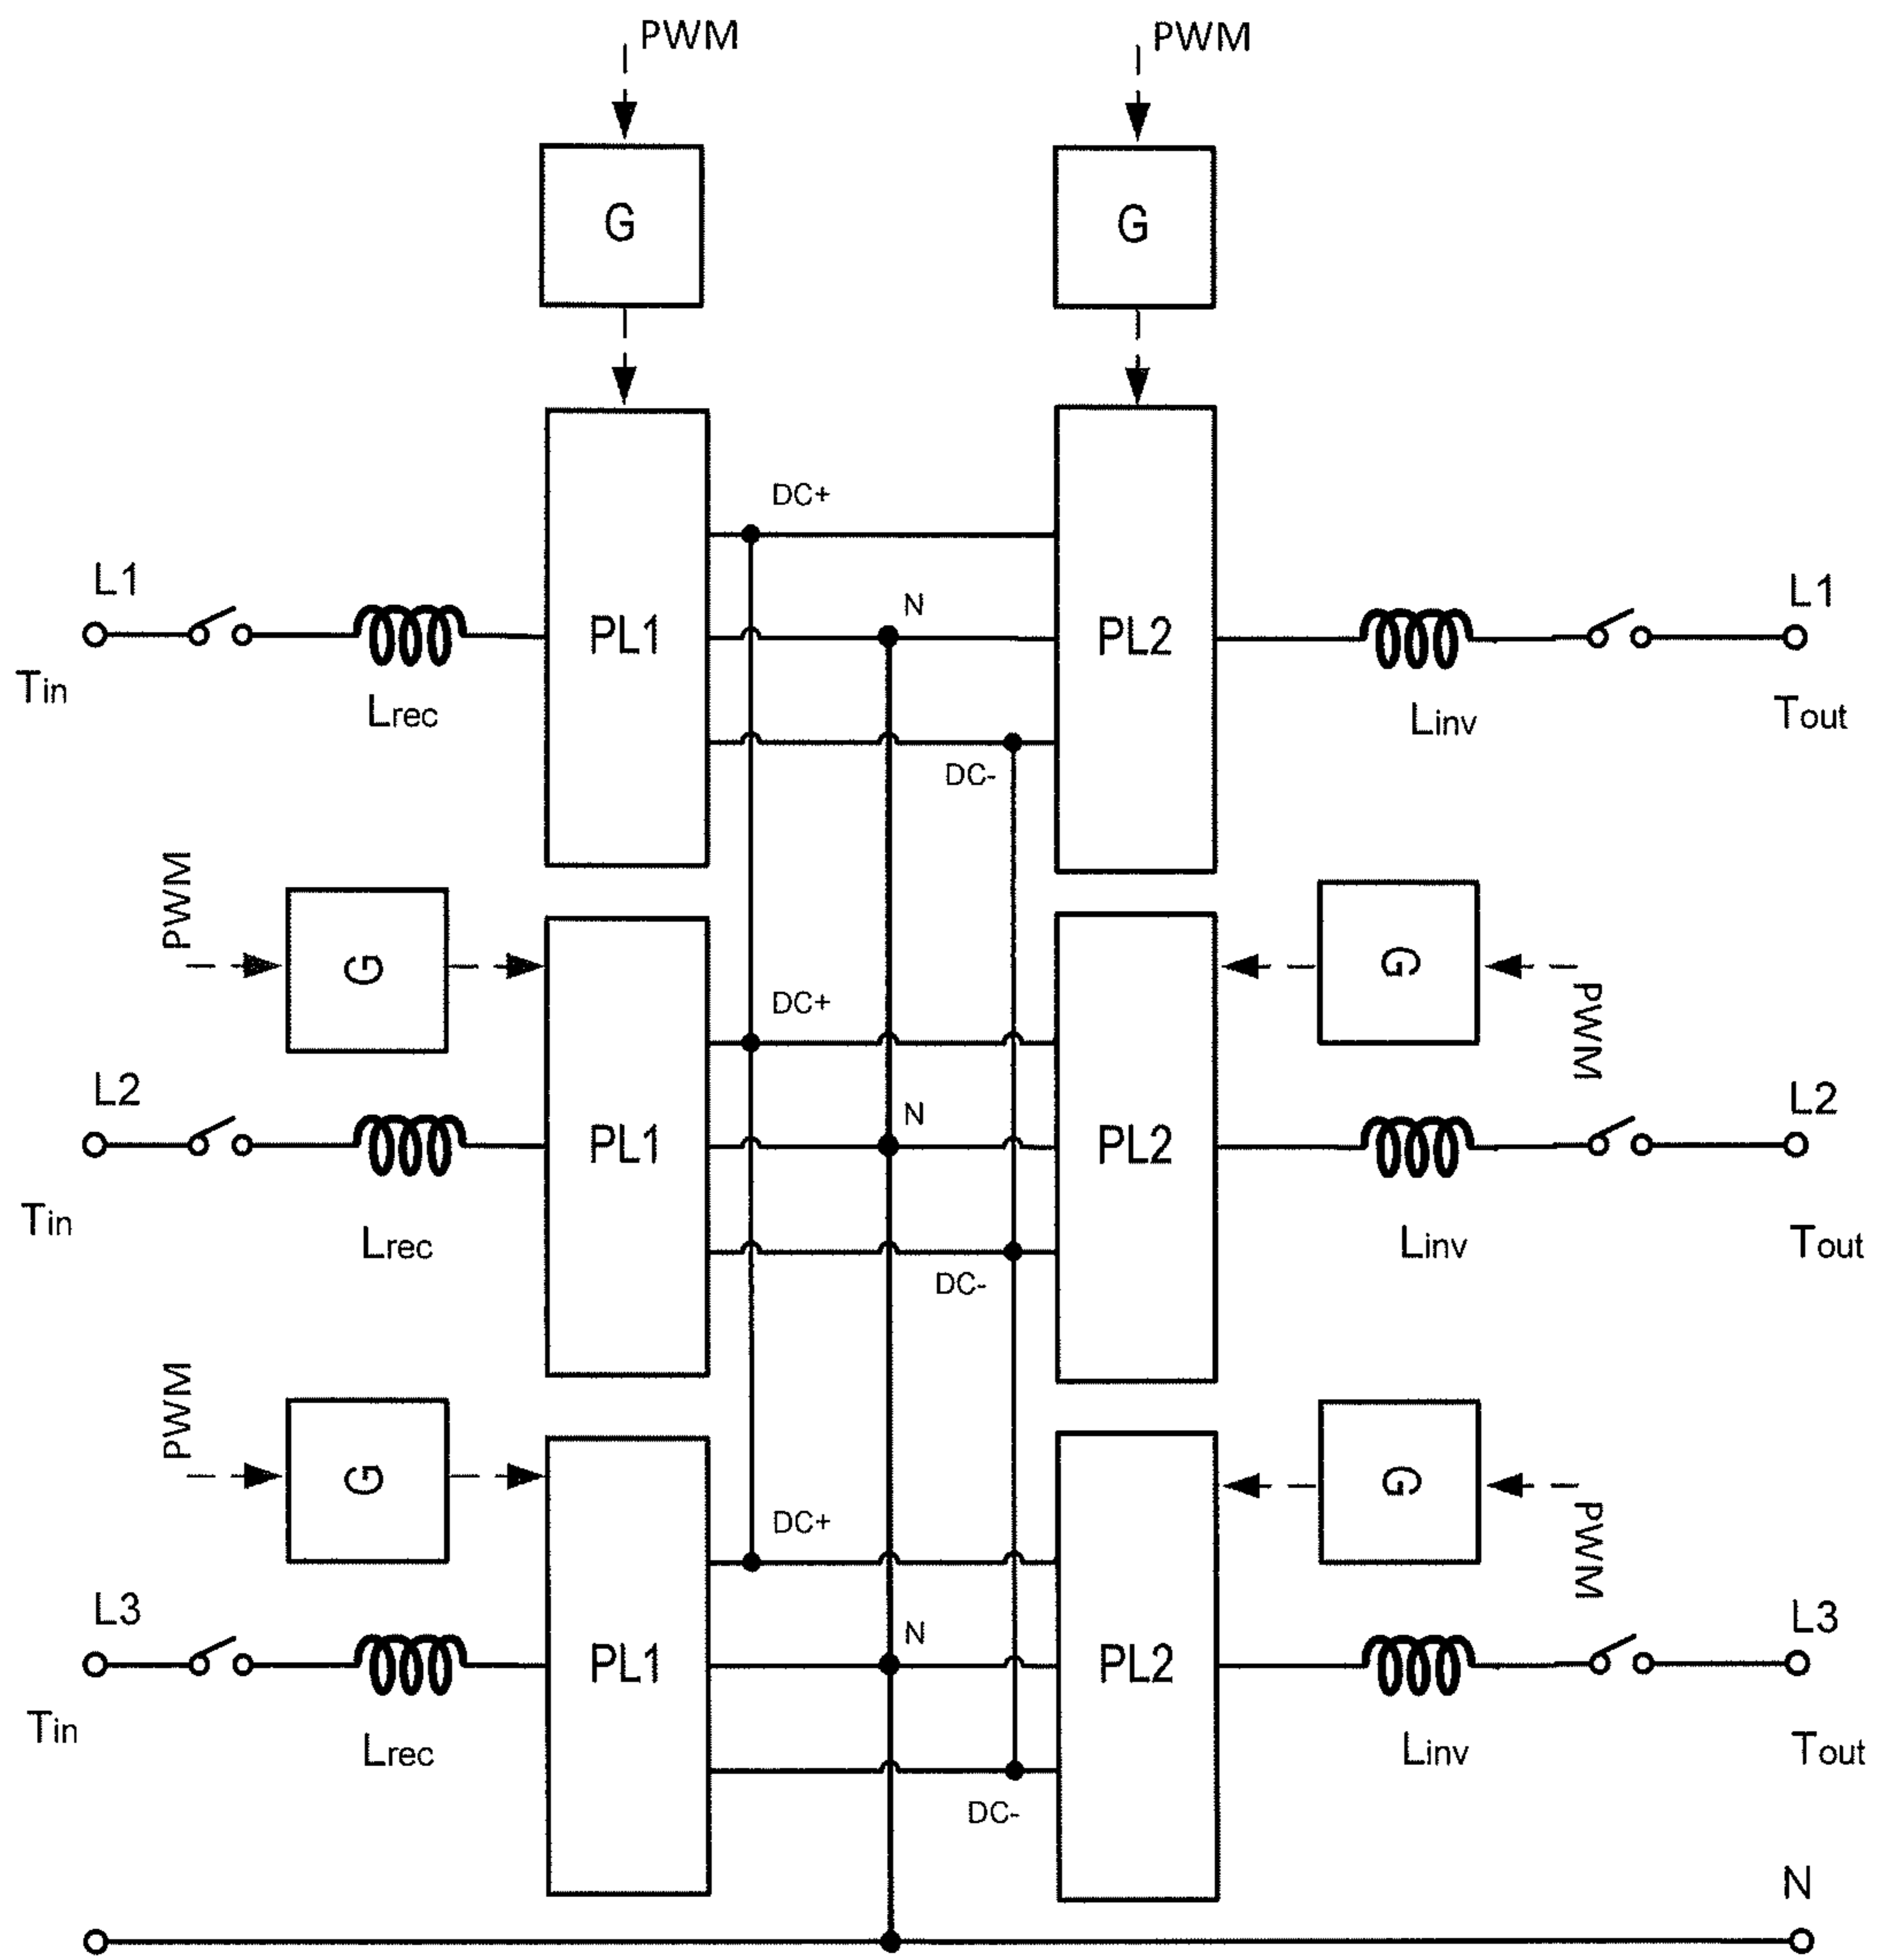 PWM PWM
G G
DC+
L1 L1
N
PL1 PL2
Tin Lrec Linv Tout
DC-
PWM
G G
PWM
DC+
L2 L2
N
PL1 PL2
Tin Lrec Linv Tout
DC-
PWM
G G
PWM
DC+
L3 L3
N
PL1 PL2
Tin Lrec Linv Tout
DC-
N